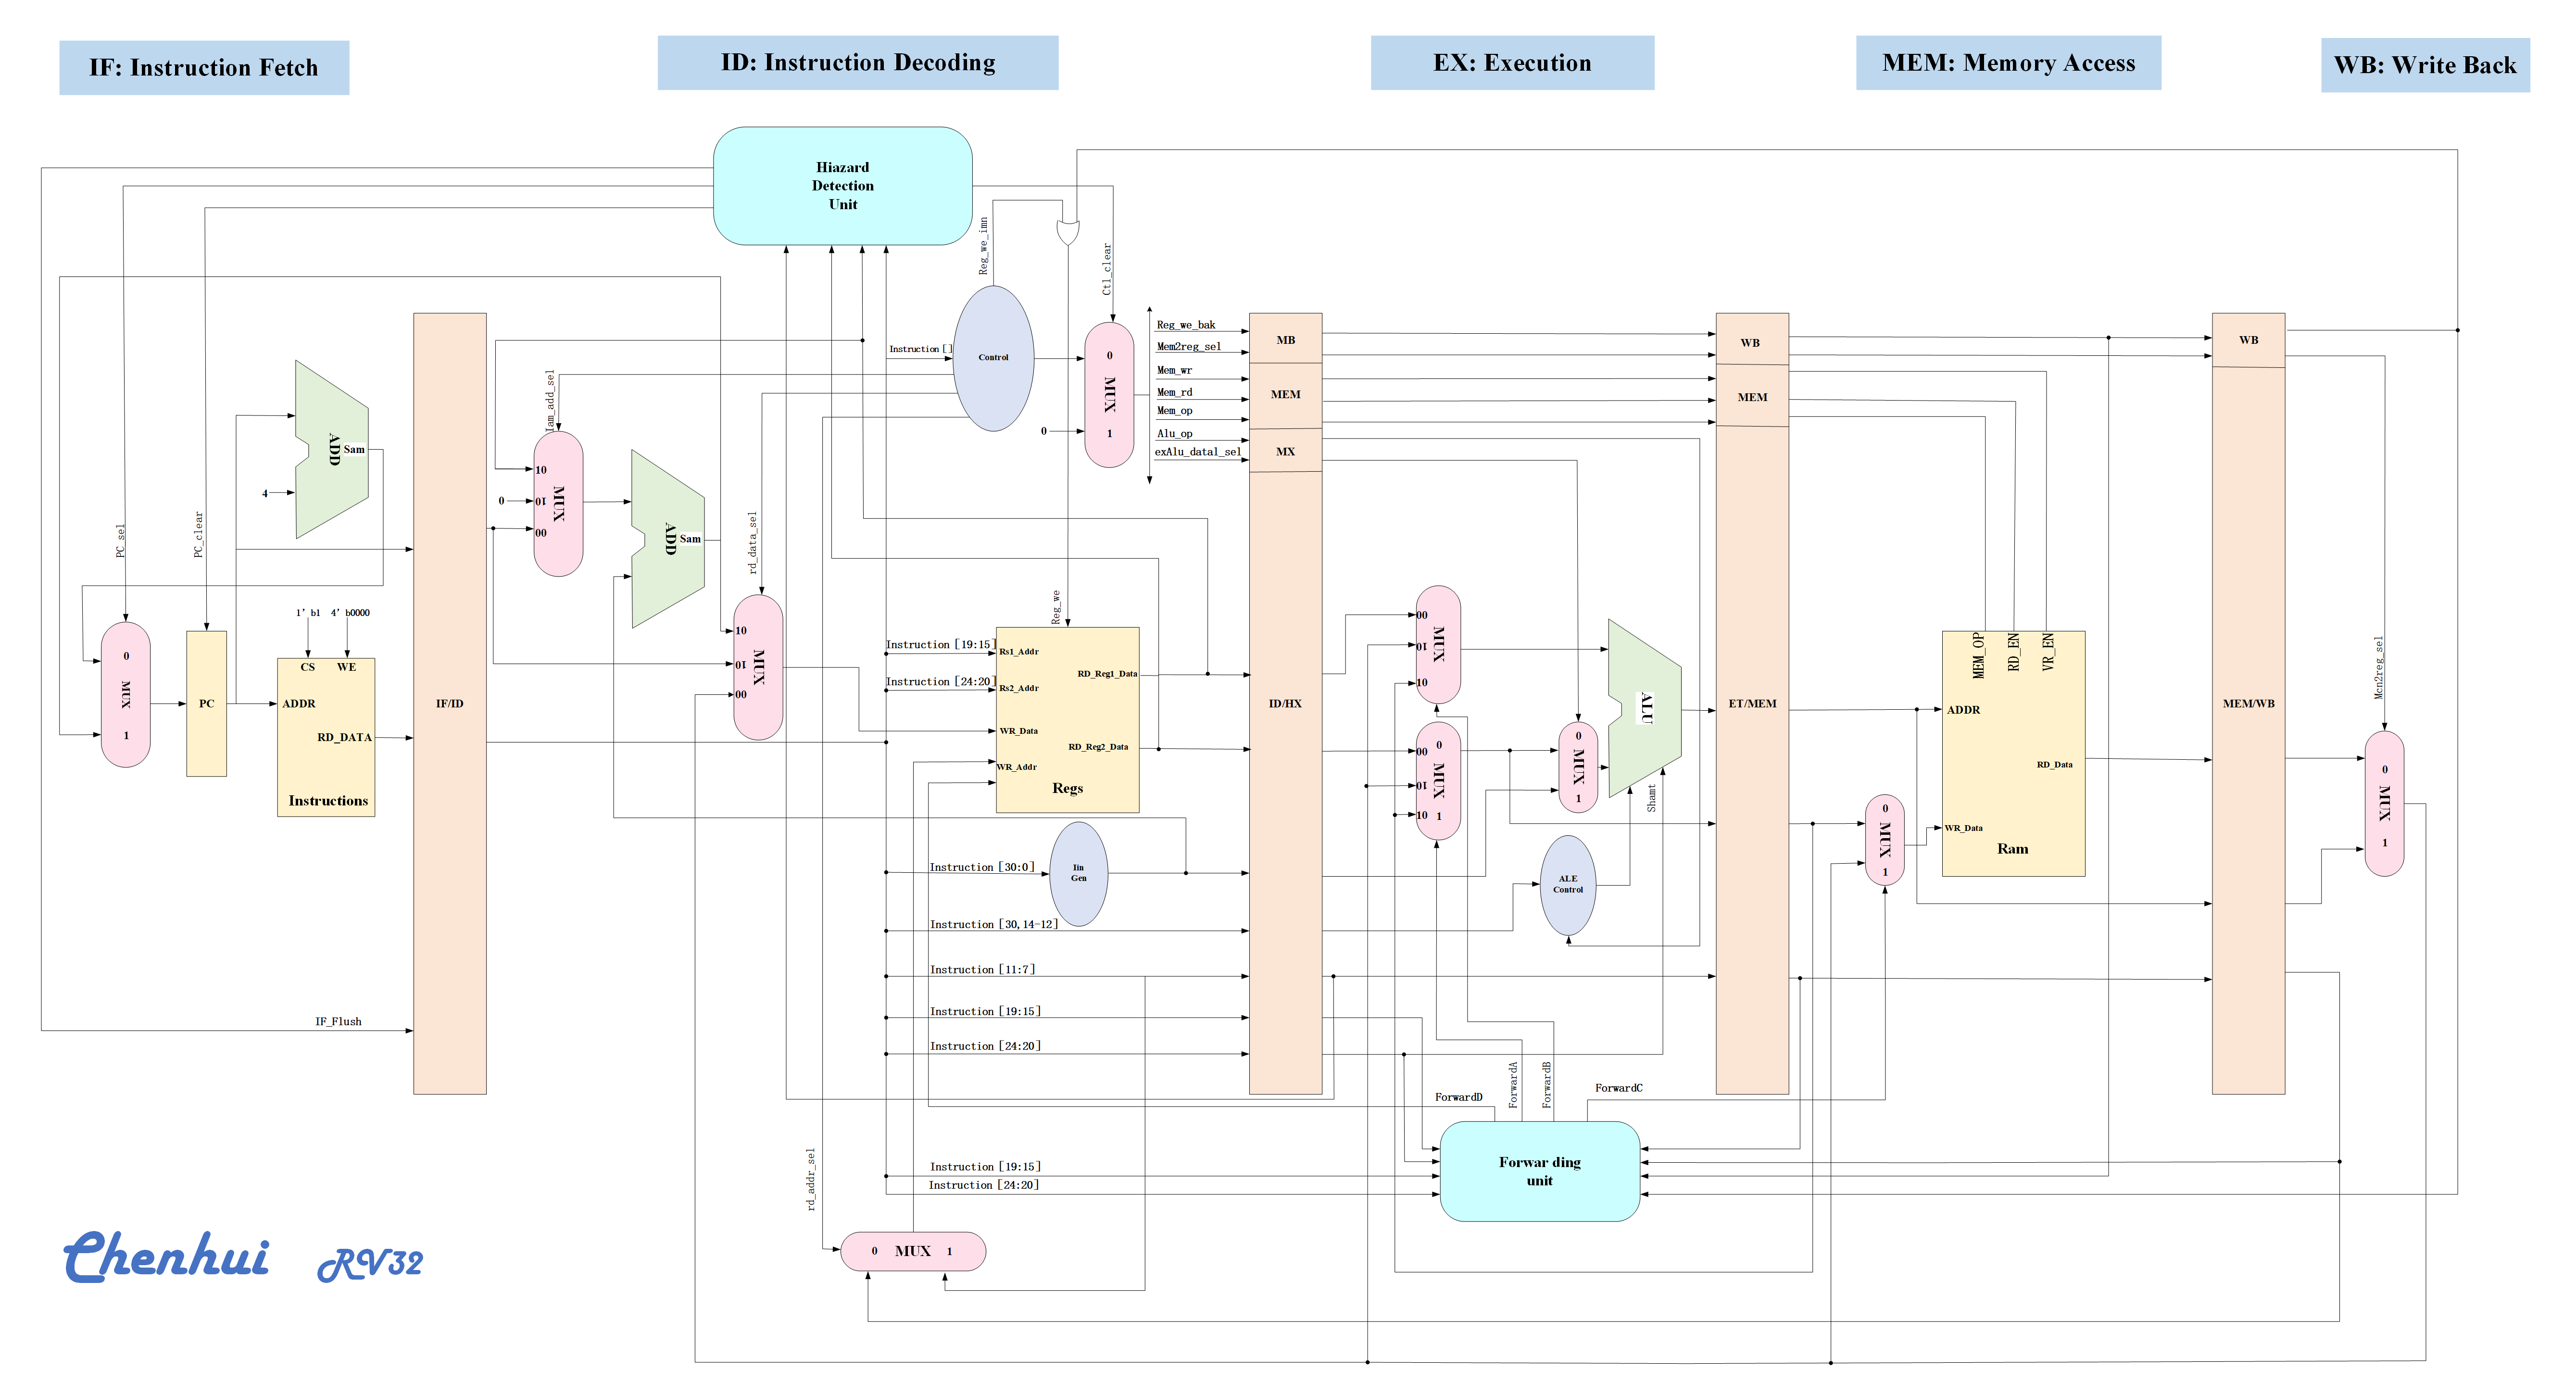 IF: Instruction Fetch
ID: Instruction Decoding
EX: Execution
MEM: Memory Access
WB: Write Back
Hiazard
Detection
Unit
Reg_we_imn
Ctl_clear
Instruction []
Control
0
MUX
1
0
Reg_we_bak
Mem2reg_sel
Mem_wr
Mem_rd
Mem_op
Alu_op
exAlu_datal_sel
MB
MEM
MX
ID/HX
WB
MEM
ET/MEM
WB
MEM/WB
ADD
Sam
4
PC_sel
PC_clear
1' b1
4' b0000
0
MUX
1
PC
CS
WE
ADDR
RD_DATA
Instructions
IF/ID
IF_Flush
Iam_add_sel
10
0
10
00
MUX
ADD
Sam
rd_data_sel
10
10
00
MUX
Reg_we
Instruction [19:15]
Instruction [24:20]
Rs1_Addr
Rs2_Addr
WR_Data
WR_Addr
RD_Reg1_Data
RD_Reg2_Data
Regs
Instruction [30:0]
Iin
Gen
Instruction [30,14-12]
Instruction [11:7]
Instruction [19:15]
Instruction [24:20]
Instruction [19:15]
Instruction [24:20]
rd_addr_sel
0
MUX
1
00
10
10
MUX
00
10
10
0
MUX
1
0
MUX
1
ALU
Shamt
ALE
Control
ForwardD
ForwardA
ForwardB
ForwardC
Forwar ding
unit
0
MUX
1
MEM_OP
RD_EN
VR_EN
ADDR
RD_Data
WR_Data
Ram
Mcn2reg_sel
0
MUX
1
Chenhui
RV32